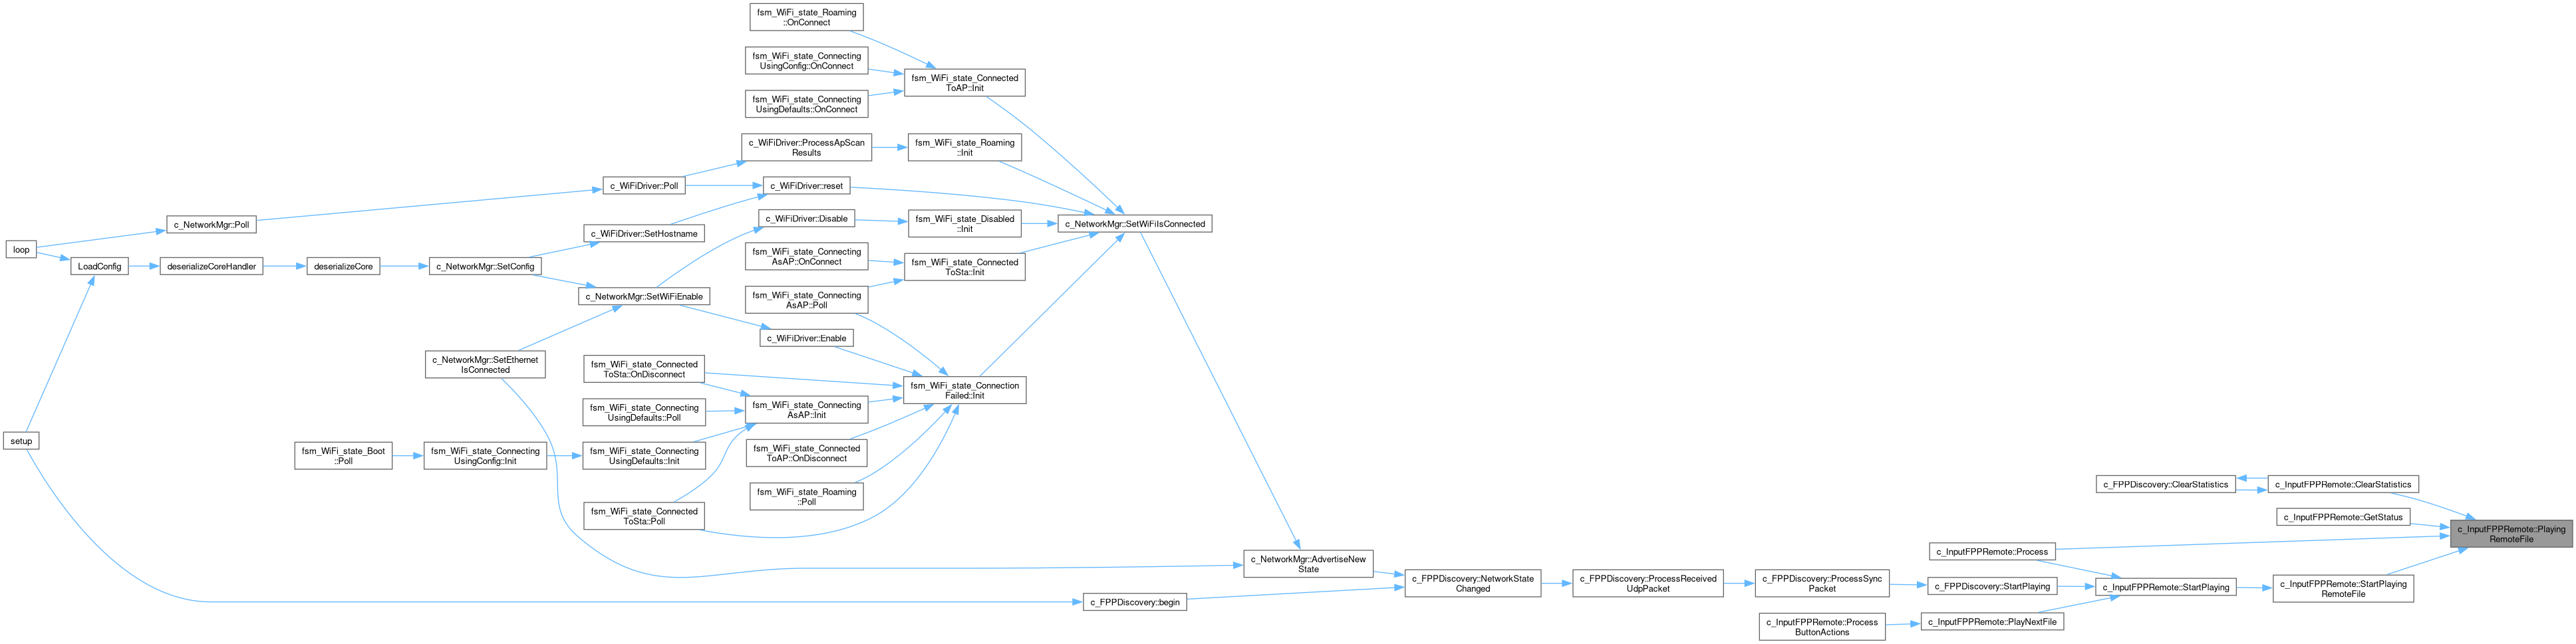 fsm_WiFi_state_Roaming
::OnConnect
fsm_WiFi_state_Connecting
UsingConfig::OnConnect
fsm_WiFi_state_Connected
ToAP::Init
fsm_WiFi_state_Connecting
UsingDefaults::OnConnect
c_WiFiDriver::ProcessApScan
Results
fsm_WiFi_state_Roaming
::Init
c_WiFiDriver::Poll
c_WiFiDriver::reset
c_NetworkMgr::Poll
c_WiFiDriver::Disable
fsm_WiFi_state_Disabled
::Init
c_NetworkMgr::SetWiFiIsConnected
c_WiFiDriver::SetHostname
loop
LoadConfig
deserializeCoreHandler
deserializeCore
c_NetworkMgr::SetConfig
fsm_WiFi_state_Connecting
AsAP::OnConnect
fsm_WiFi_state_Connected
ToSta::Init
c_NetworkMgr::SetWiFiEnable
fsm_WiFi_state_Connecting
AsAP::Poll
c_WiFiDriver::Enable
c_NetworkMgr::SetEthernet
IsConnected
fsm_WiFi_state_Connected
ToSta::OnDisconnect
fsm_WiFi_state_Connection
Failed::Init
fsm_WiFi_state_Connecting
UsingDefaults::Poll
fsm_WiFi_state_Connecting
AsAP::Init
setup
fsm_WiFi_state_Boot
::Poll
fsm_WiFi_state_Connecting
UsingConfig::Init
fsm_WiFi_state_Connecting
UsingDefaults::Init
fsm_WiFi_state_Connected
ToAP::OnDisconnect
fsm_WiFi_state_Roaming
::Poll
fsm_WiFi_state_Connected
ToSta::Poll
c_FPPDiscovery::ClearStatistics
c_InputFPPRemote::ClearStatistics
c_InputFPPRemote::GetStatus
c_InputFPPRemote::Playing
RemoteFile
c_InputFPPRemote::Process
c_NetworkMgr::AdvertiseNew
State
c_FPPDiscovery::NetworkState
Changed
c_FPPDiscovery::ProcessReceived
UdpPacket
c_FPPDiscovery::ProcessSync
Packet
c_FPPDiscovery::StartPlaying
c_InputFPPRemote::StartPlaying
c_InputFPPRemote::StartPlaying
RemoteFile
c_FPPDiscovery::begin
c_InputFPPRemote::Process
ButtonActions
c_InputFPPRemote::PlayNextFile